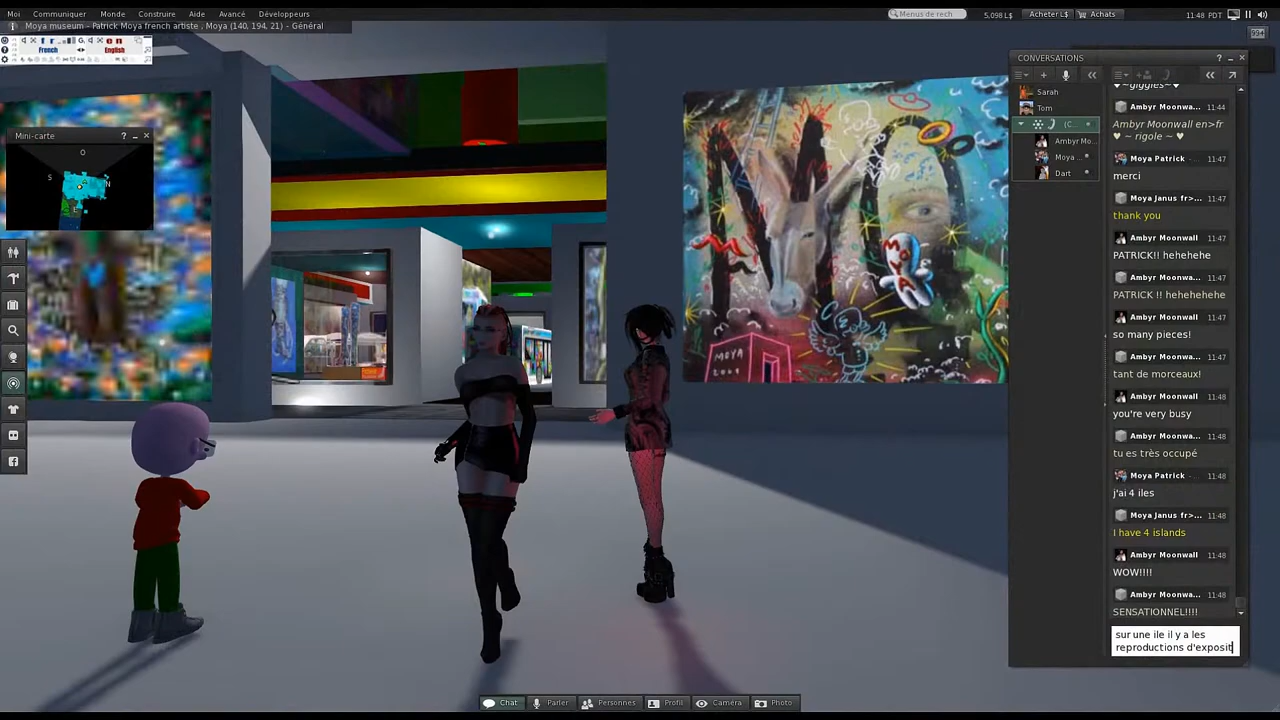 Moi Communiquer Monde Construire Aide Avancé Développeurs
Menus de rech
5,098 L$ Acheter L$ Achats 11:48 PDT
Moya museum - Patrick Moya french artiste , Moya (140, 194, 21) - Général
French English
994
Mini-carte ? _ ×
O
S N
E
MOYA
MOYA
2009
CONVERSATIONS ?
Sarah
Tom
(C...
Ambyr Mo...
Moya ...
Dart
♥~giggles~♥
Ambyr Moonwa... 11:44
Ambyr Moonwall en>fr
♥ ~ rigole ~ ♥
Moya Patrick 11:47
merci
Moya Janus fr>... 11:47
thank you
Ambyr Moonwall 11:47
PATRICK!! hehehehe
Ambyr Moonwa... 11:47
PATRICK !! hehehehehe
Ambyr Moonwall 11:47
so many pieces!
Ambyr Moonwa... 11:47
tant de morceaux!
Ambyr Moonwall 11:48
you're very busy
Ambyr Moonwa... 11:48
tu es très occupé
Moya Patrick 11:48
j'ai 4 iles
Moya Janus fr>... 11:48
I have 4 islands
Ambyr Moonwall 11:48
WOW!!!!
Ambyr Moonwa... 11:48
SENSATIONNEL!!!!
sur une ile il y a les
reproductions d'exposit
Chat Parler Personnes Profil Caméra Photo